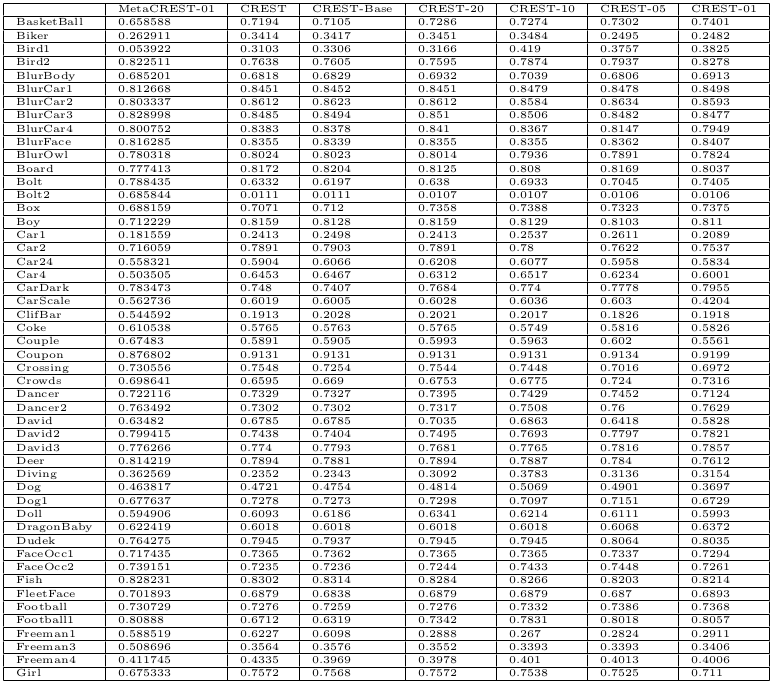 MetaCREST-01 CREST CREST-Base CREST-20 CREST-10 CREST-05 CREST-01
BasketBall 0.658588 0.7194 0.7105 0.7286 0.7274 0.7302 0.7401
Biker 0.262911 0.3414 0.3417 0.3451 0.3484 0.2495 0.2482
Bird1 0.053922 0.3103 0.3306 0.3166 0.419 0.3757 0.3825
Bird2 0.822511 0.7638 0.7605 0.7595 0.7874 0.7937 0.8278
BlurBody 0.685201 0.6818 0.6829 0.6932 0.7039 0.6806 0.6913
BlurCar1 0.812668 0.8451 0.8452 0.8451 0.8479 0.8478 0.8498
BlurCar2 0.803337 0.8612 0.8623 0.8612 0.8584 0.8634 0.8593
BlurCar3 0.828998 0.8485 0.8494 0.851 0.8506 0.8482 0.8477
BlurCar4 0.800752 0.8383 0.8378 0.841 0.8367 0.8147 0.7949
BlurFace 0.816285 0.8355 0.8339 0.8355 0.8355 0.8362 0.8407
BlurOwl 0.780318 0.8024 0.8023 0.8014 0.7936 0.7891 0.7824
Board 0.777413 0.8172 0.8204 0.8125 0.808 0.8169 0.8037
Bolt 0.788435 0.6332 0.6197 0.638 0.6933 0.7045 0.7405
Bolt2 0.685844 0.0111 0.0111 0.0107 0.0107 0.0106 0.0106
Box 0.688159 0.7071 0.712 0.7358 0.7388 0.7323 0.7375
Boy 0.712229 0.8159 0.8128 0.8159 0.8129 0.8103 0.811
Car1 0.181559 0.2413 0.2498 0.2413 0.2537 0.2611 0.2089
Car2 0.716059 0.7891 0.7903 0.7891 0.78 0.7622 0.7537
Car24 0.558321 0.5904 0.6066 0.6208 0.6077 0.5958 0.5834
Car4 0.503505 0.6453 0.6467 0.6312 0.6517 0.6234 0.6001
CarDark 0.783473 0.748 0.7407 0.7684 0.774 0.7778 0.7955
CarScale 0.562736 0.6019 0.6005 0.6028 0.6036 0.603 0.4204
ClifBar 0.544592 0.1913 0.2028 0.2021 0.2017 0.1826 0.1918
Coke 0.610538 0.5765 0.5763 0.5765 0.5749 0.5816 0.5826
Couple 0.67483 0.5891 0.5905 0.5993 0.5963 0.602 0.5561
Coupon 0.876802 0.9131 0.9131 0.9131 0.9131 0.9134 0.9199
Crossing 0.730556 0.7548 0.7254 0.7544 0.7448 0.7016 0.6972
Crowds 0.698641 0.6595 0.669 0.6753 0.6775 0.724 0.7316
Dancer 0.722116 0.7329 0.7327 0.7395 0.7429 0.7452 0.7124
Dancer2 0.763492 0.7302 0.7302 0.7317 0.7508 0.76 0.7629
David 0.63482 0.6785 0.6785 0.7035 0.6863 0.6418 0.5828
David2 0.799415 0.7438 0.7404 0.7495 0.7693 0.7797 0.7821
David3 0.776266 0.774 0.7793 0.7681 0.7765 0.7816 0.7857
Deer 0.814219 0.7894 0.7881 0.7894 0.7887 0.784 0.7612
Diving 0.362569 0.2352 0.2343 0.3092 0.3783 0.3136 0.3154
Dog 0.463817 0.4721 0.4754 0.4814 0.5069 0.4901 0.3697
Dog1 0.677637 0.7278 0.7273 0.7298 0.7097 0.7151 0.6729
Doll 0.594906 0.6093 0.6186 0.6341 0.6214 0.6111 0.5993
DragonBaby 0.622419 0.6018 0.6018 0.6018 0.6018 0.6068 0.6372
Dudek 0.764275 0.7945 0.7937 0.7945 0.7945 0.8064 0.8035
FaceOcc1 0.717435 0.7365 0.7362 0.7365 0.7365 0.7337 0.7294
FaceOcc2 0.739151 0.7235 0.7236 0.7244 0.7433 0.7448 0.7261
Fish 0.828231 0.8302 0.8314 0.8284 0.8266 0.8203 0.8214
FleetFace 0.701893 0.6879 0.6838 0.6879 0.6879 0.687 0.6893
Football 0.730729 0.7276 0.7259 0.7276 0.7332 0.7386 0.7368
Football1 0.80888 0.6712 0.6319 0.7342 0.7831 0.8018 0.8057
Freeman1 0.588519 0.6227 0.6098 0.2888 0.267 0.2824 0.2911
Freeman3 0.508696 0.3564 0.3576 0.3552 0.3393 0.3393 0.3406
Freeman4 0.411745 0.4335 0.3969 0.3978 0.401 0.4013 0.4006
Girl 0.675333 0.7572 0.7568 0.7572 0.7538 0.7525 0.711